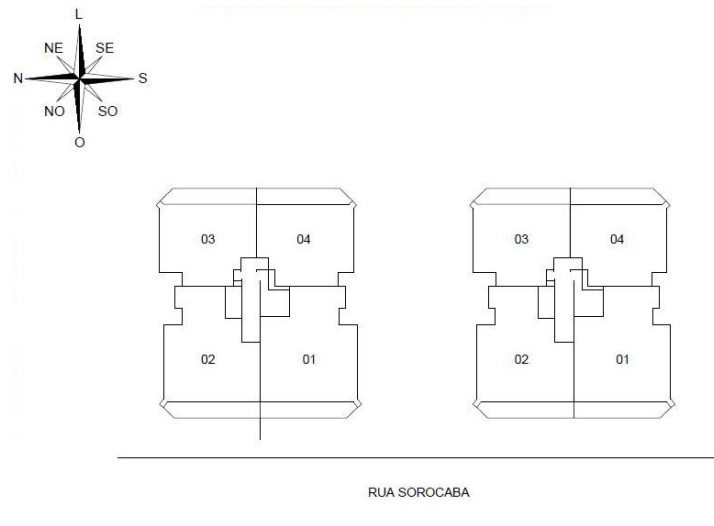 L
NE SE
N S
NO SO
O
03 04 03 04
02 01 02 01
RUA SOROCABA